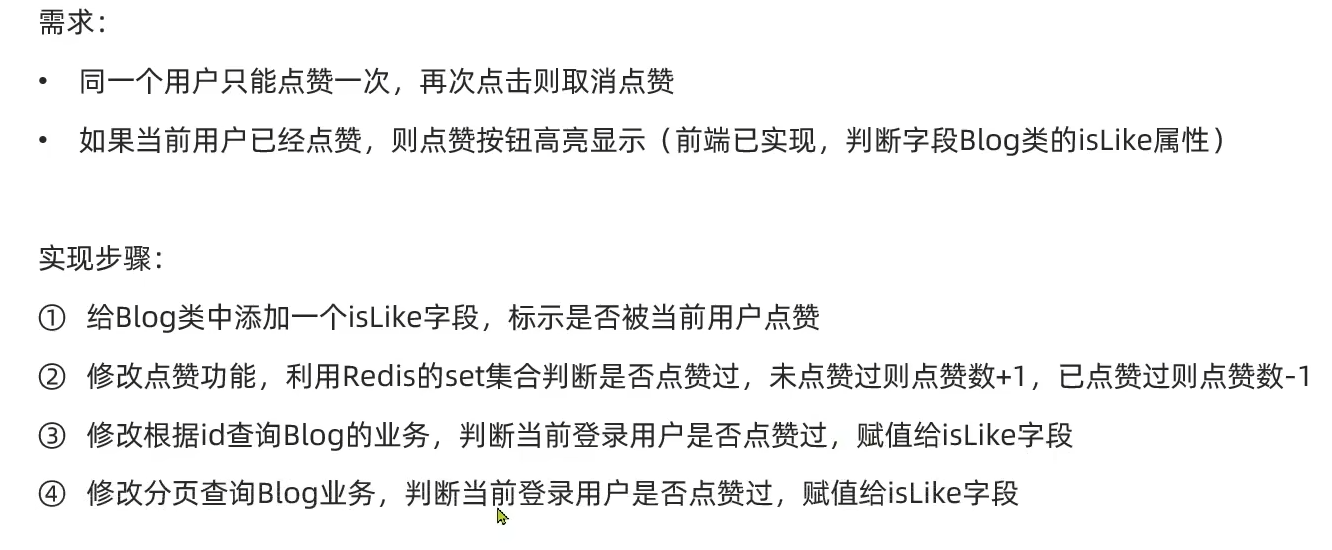 需求：
• 同一个用户只能点赞一次，再次点击则取消点赞
• 如果当前用户已经点赞，则点赞按钮高亮显示（前端已实现，判断字段Blog类的isLike属性）
实现步骤：
① 给Blog类中添加一个isLike字段，标示是否被当前用户点赞
② 修改点赞功能，利用Redis的set集合判断是否点赞过，未点赞过则点赞数+1，已点赞过则点赞数-1
③ 修改根据id查询Blog的业务，判断当前登录用户是否点赞过，赋值给isLike字段
④ 修改分页查询Blog业务，判断当前登录用户是否点赞过，赋值给isLike字段